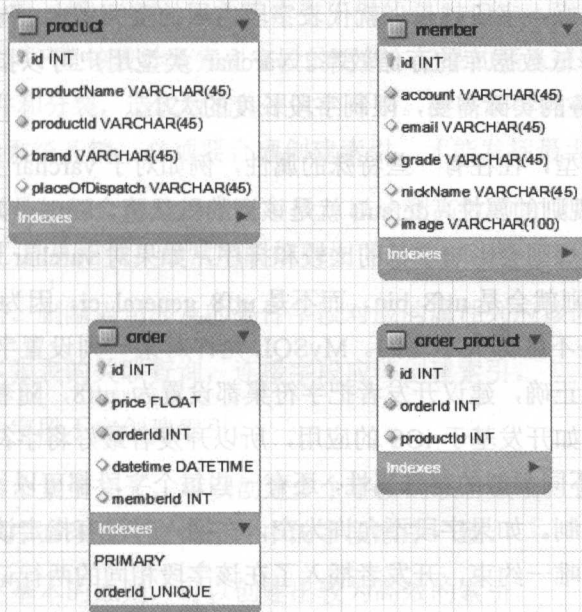 product
id INT
productName VARCHAR(45)
productId VARCHAR(45)
brand VARCHAR(45)
placeOfDispatch VARCHAR(45)
Indexes
member
id INT
account VARCHAR(45)
email VARCHAR(45)
grade VARCHAR(45)
nickName VARCHAR(45)
image VARCHAR(100)
Indexes
order
id INT
price FLOAT
orderId INT
datetime DATETIME
memberId INT
Indexes
PRIMARY
orderId_UNIQUE
order_product
id INT
orderId INT
productId INT
Indexes